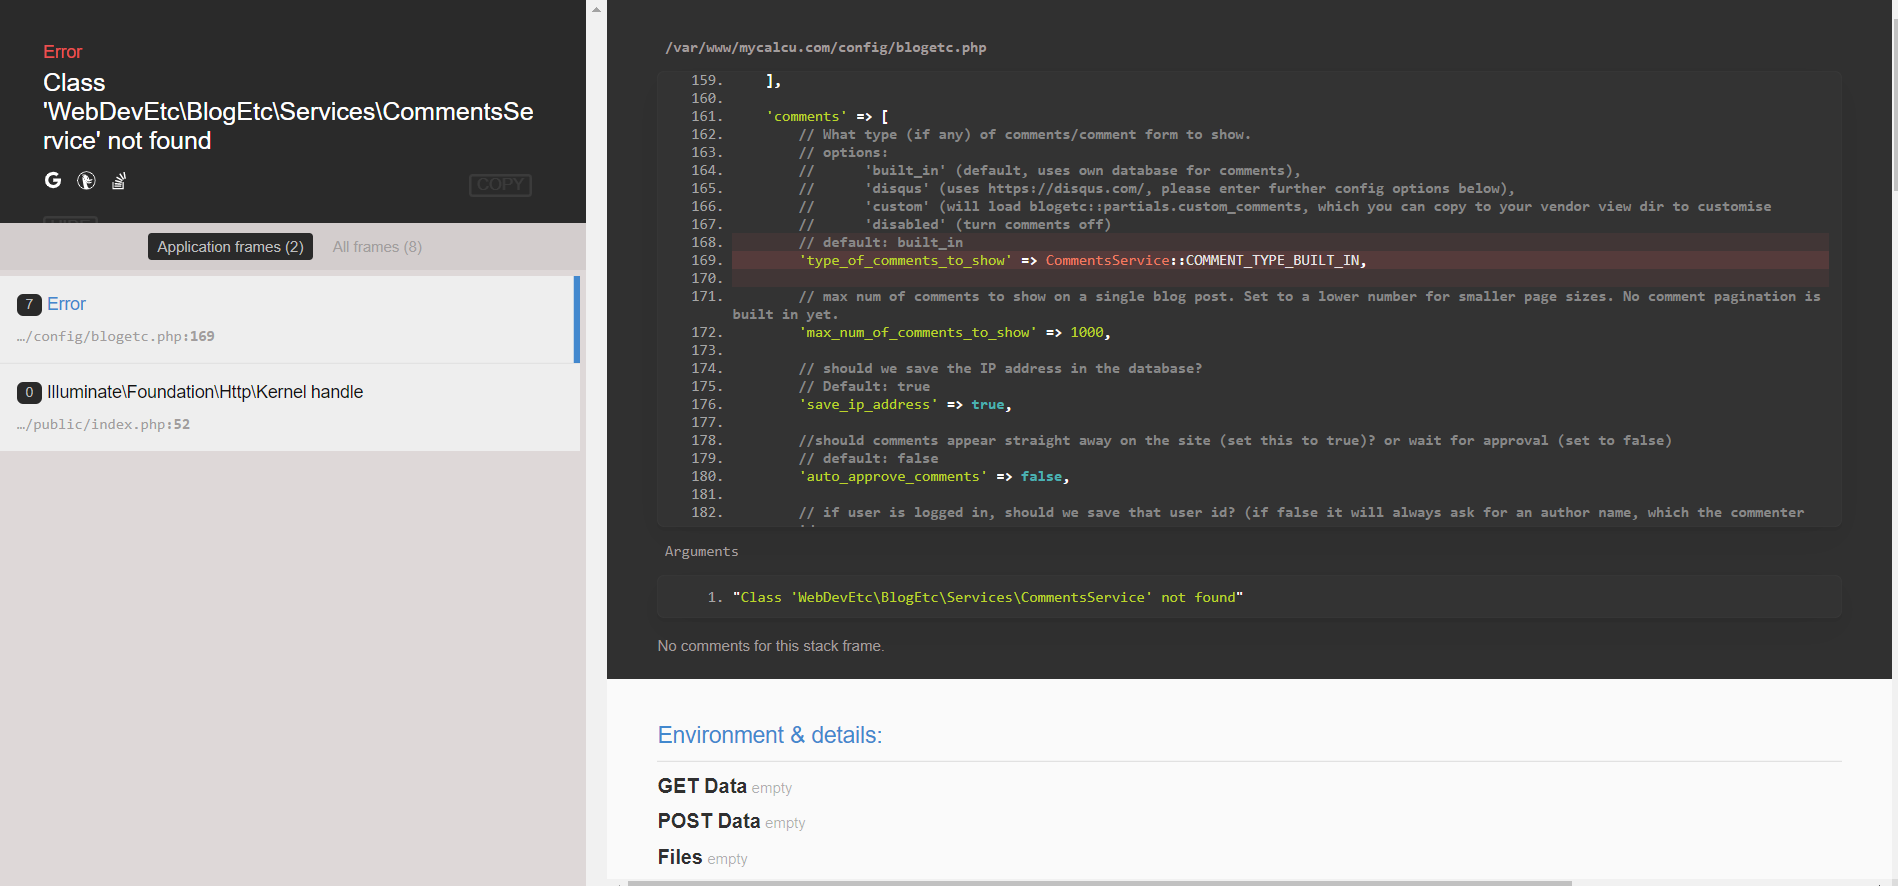 Error
Class
'WebDevEtc\BlogEtc\Services\CommentsSe
rvice' not found
COPY
Application frames (2) All frames (8)
7 Error
…/config/blogetc.php:169
0 Illuminate\Foundation\Http\Kernel handle
…/public/index.php:52
/var/www/mycalcu.com/config/blogetc.php
159.     ],
160.
161.     'comments' => [
162.         // What type (if any) of comments/comment form to show.
163.         // options:
164.         //      'built_in' (default, uses own database for comments),
165.         //      'disqus' (uses https://disqus.com/, please enter further config options below),
166.         //      'custom' (will load blogetc::partials.custom_comments, which you can copy to your vendor view dir to customise
167.         //      'disabled' (turn comments off)
168.         // default: built_in
169.         'type_of_comments_to_show' => CommentsService::COMMENT_TYPE_BUILT_IN,
170.
171.         // max num of comments to show on a single blog post. Set to a lower number for smaller page sizes. No comment pagination is
built in yet.
172.         'max_num_of_comments_to_show' => 1000,
173.
174.         // should we save the IP address in the database?
175.         // Default: true
176.         'save_ip_address' => true,
177.
178.         //should comments appear straight away on the site (set this to true)? or wait for approval (set to false)
179.         // default: false
180.         'auto_approve_comments' => false,
181.
182.         // if user is logged in, should we save that user id? (if false it will always ask for an author name, which the commenter
Arguments
1. "Class 'WebDevEtc\BlogEtc\Services\CommentsService' not found"
No comments for this stack frame.
Environment & details:
GET Data empty
POST Data empty
Files empty